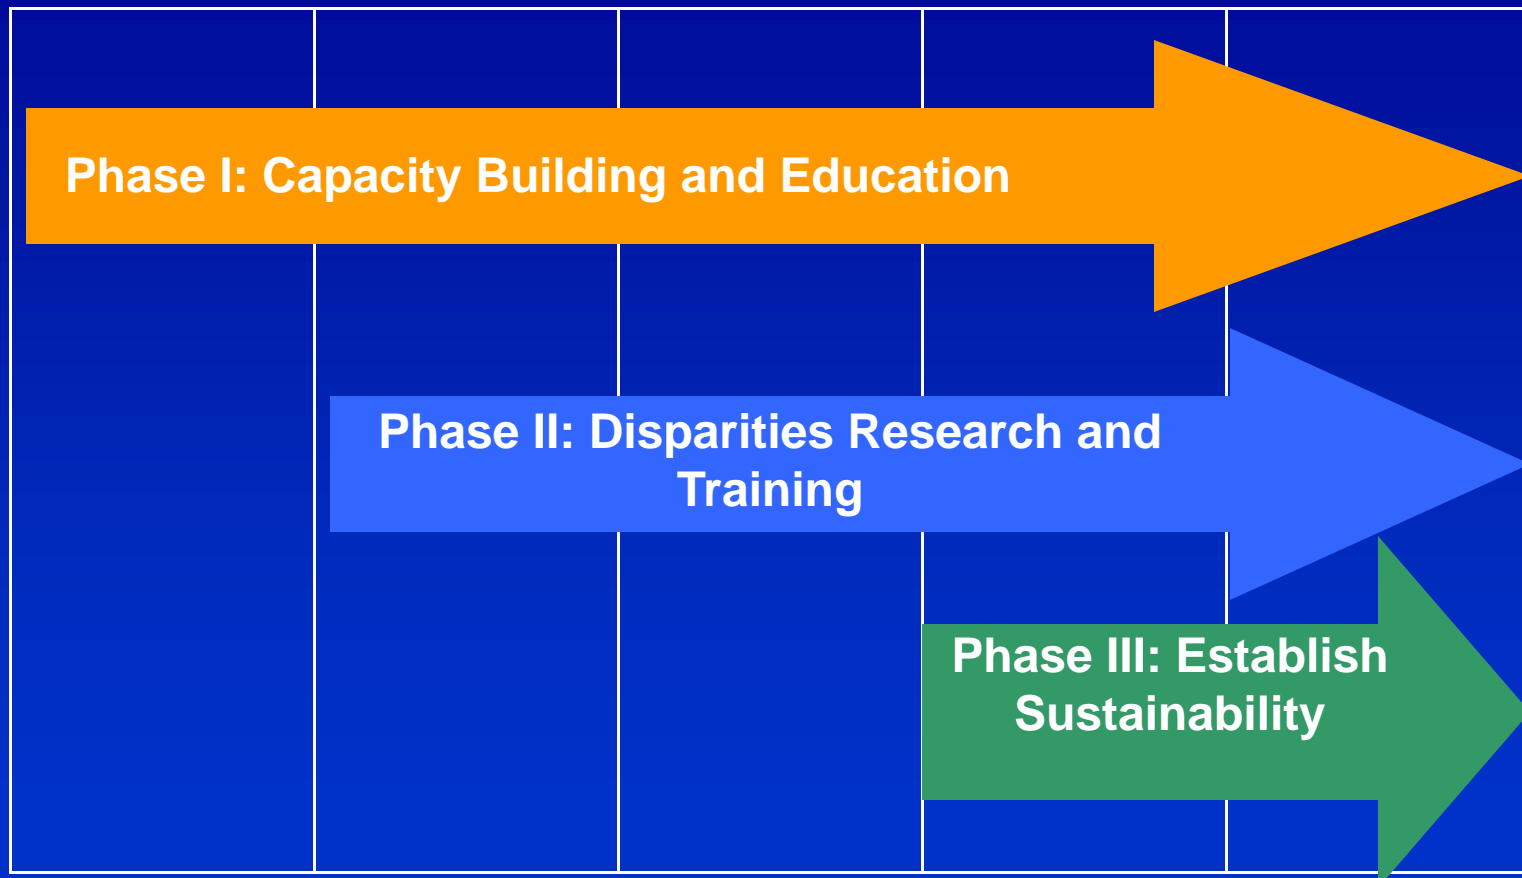 Phase I: Capacity Building and Education
Phase II: Disparities Research and
Training
Phase III: Establish
Sustainability